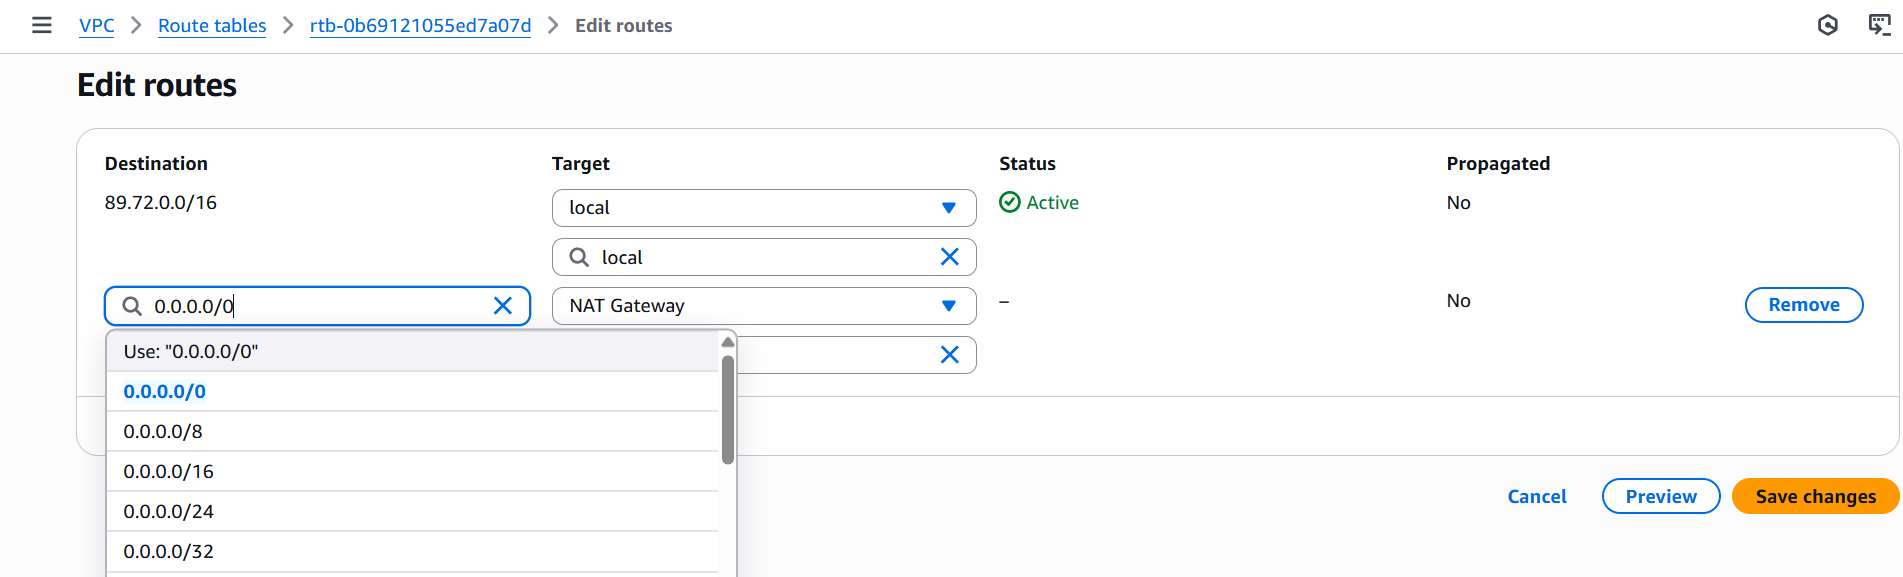 VPC > Route tables > rtb-0b69121055ed7a07d > Edit routes
Edit routes
Destination Target Status Propagated
89.72.0.0/16 local Active No
local
0.0.0.0/0 NAT Gateway – No Remove
Use: "0.0.0.0/0"
0.0.0.0/0
0.0.0.0/8
0.0.0.0/16
0.0.0.0/24
0.0.0.0/32
Cancel Preview Save changes